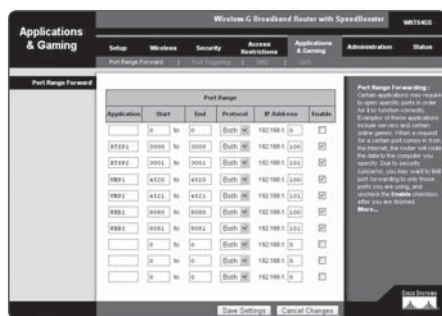 Wireless-G Broadband Router with SpeedBooster
WRT54GS
Applications & Gaming
Setup Wireless Security Access Restrictions Applications & Gaming Administration Status
Port Range Forward | Port Triggering | DMZ | QoS
Port Range Forward
Port Range
Application Start End Protocol IP Address Enable
0 to 0 Both 192.168.1. 0
3000 to 3000 Both 192.168.1. 100
3001 to 3001 Both 192.168.1. 101
4520 to 4520 Both 192.168.1. 100
4521 to 4521 Both 192.168.1. 101
WEB1 8080 to 8080 Both 192.168.1. 100
WEB2 8081 to 8081 Both 192.168.1. 101
0 to 0 Both 192.168.1. 0
0 to 0 Both 192.168.1. 0
0 to 0 Both 192.168.1. 0
Port Range Forwarding :
Certain applications may require
to open specific ports in order
for it to function correctly.
Examples of these applications
include servers and certain
online games. When a request
for a certain port comes in from
the Internet, the router will route
the data to the computer you
specify. Due to security
concerns, you may want to limit
port forwarding to only those
ports you are using, and
uncheck the Enable checkbox
after you are finished.
More...
Save Settings Cancel Changes
Cisco Systems